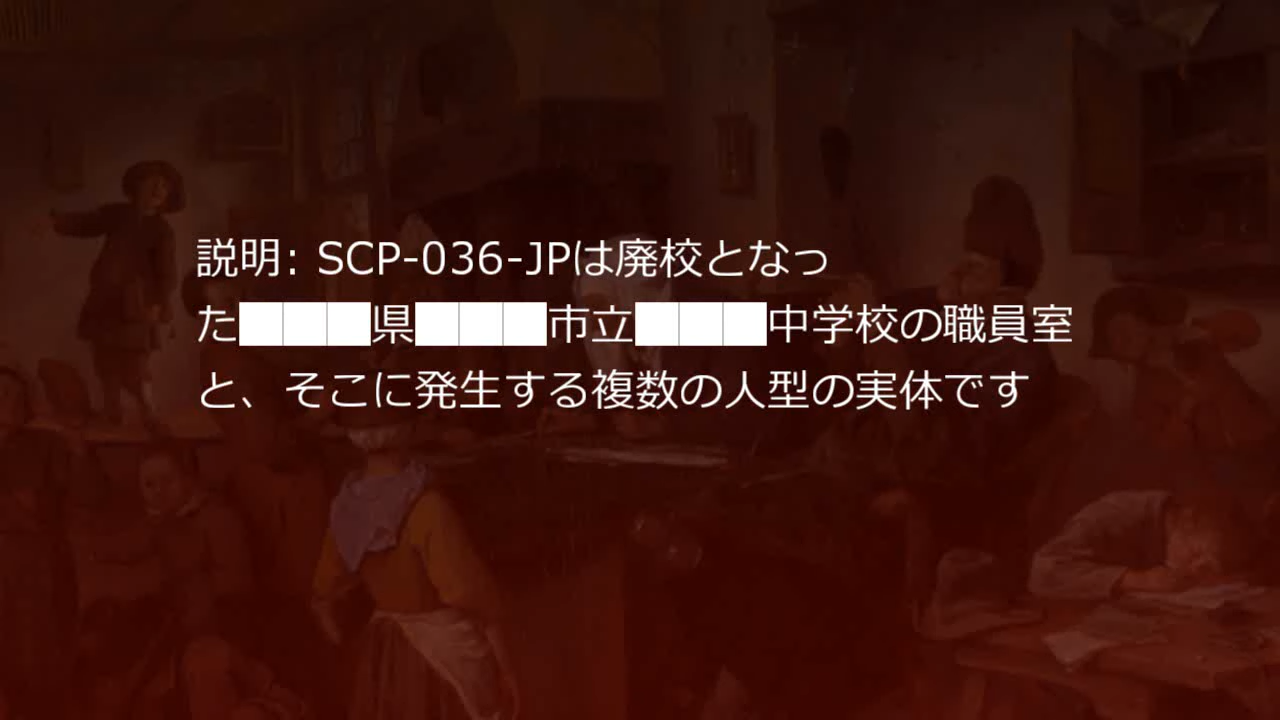 説明: SCP-036-JPは廃校となっ
た███県███市立███中学校の職員室
と、そこに発生する複数の人型の実体です